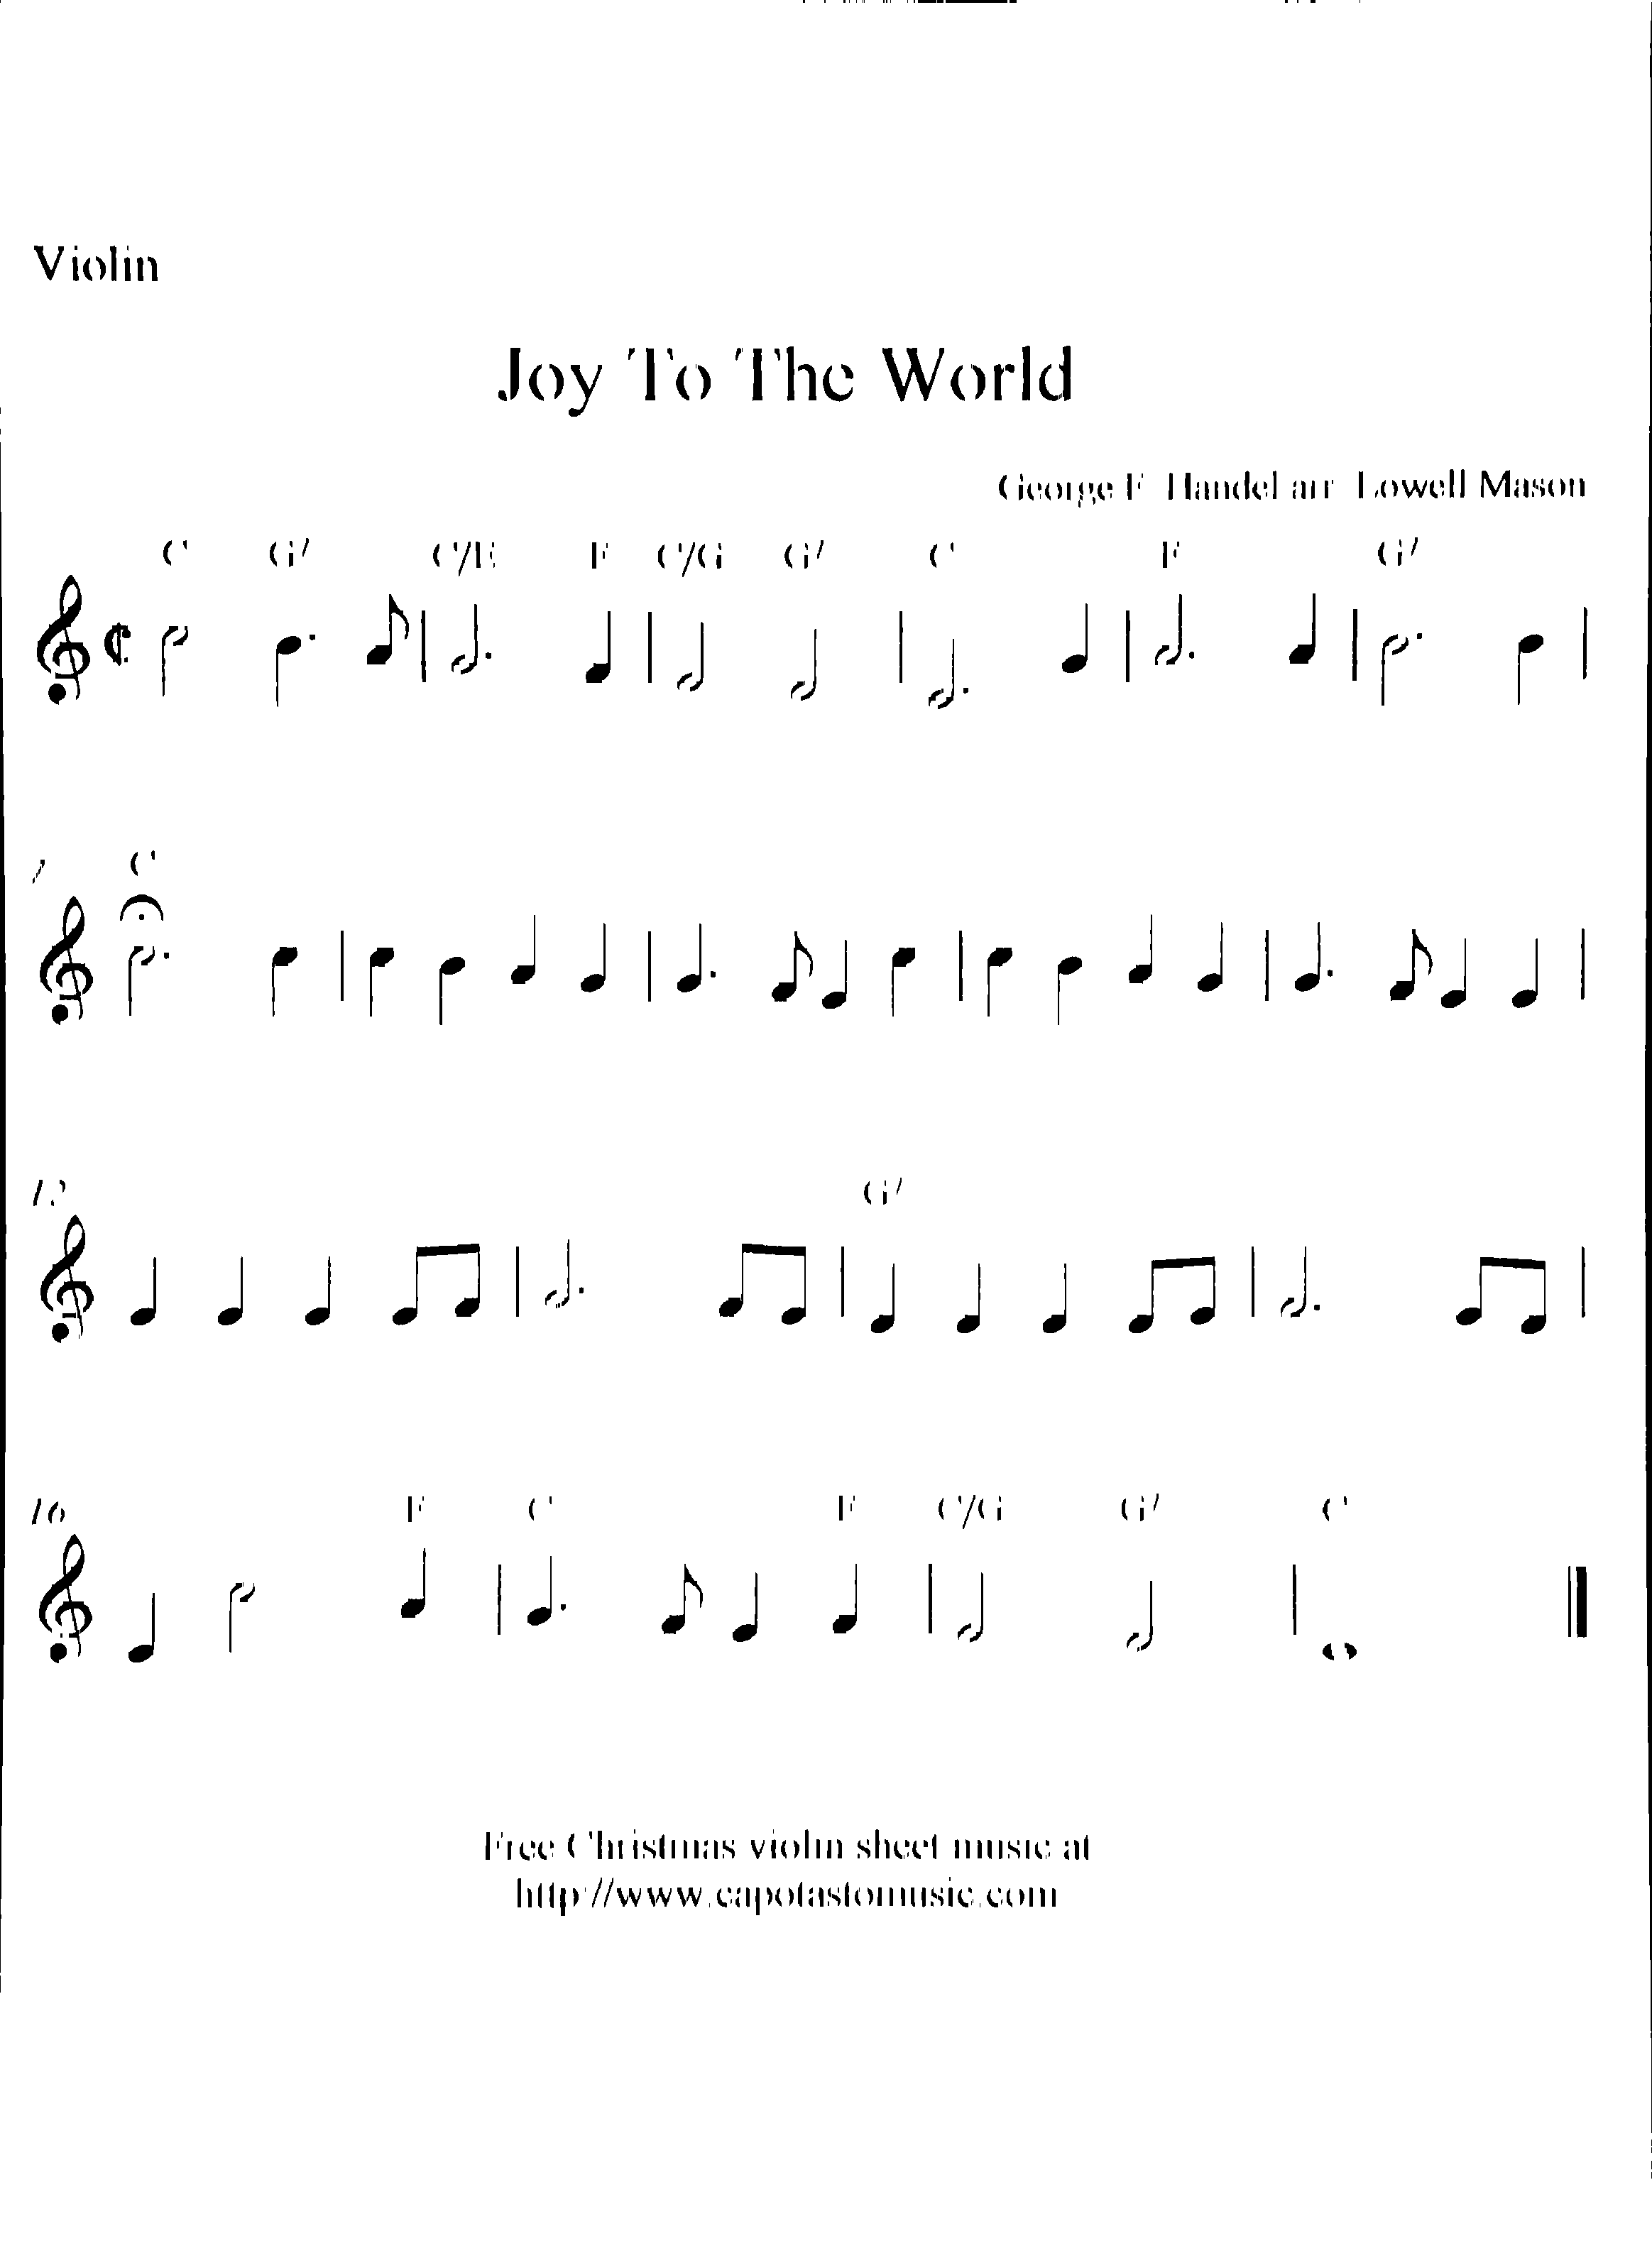 Violin
Joy To The World
George F Handel arr Lowell Mason
C G7 C/E F C/G G7 C F G7
7 C
12 G7
16 F C F C/G G7 C
Free Christmas violin sheet music at
http://www.capotastomusic.com